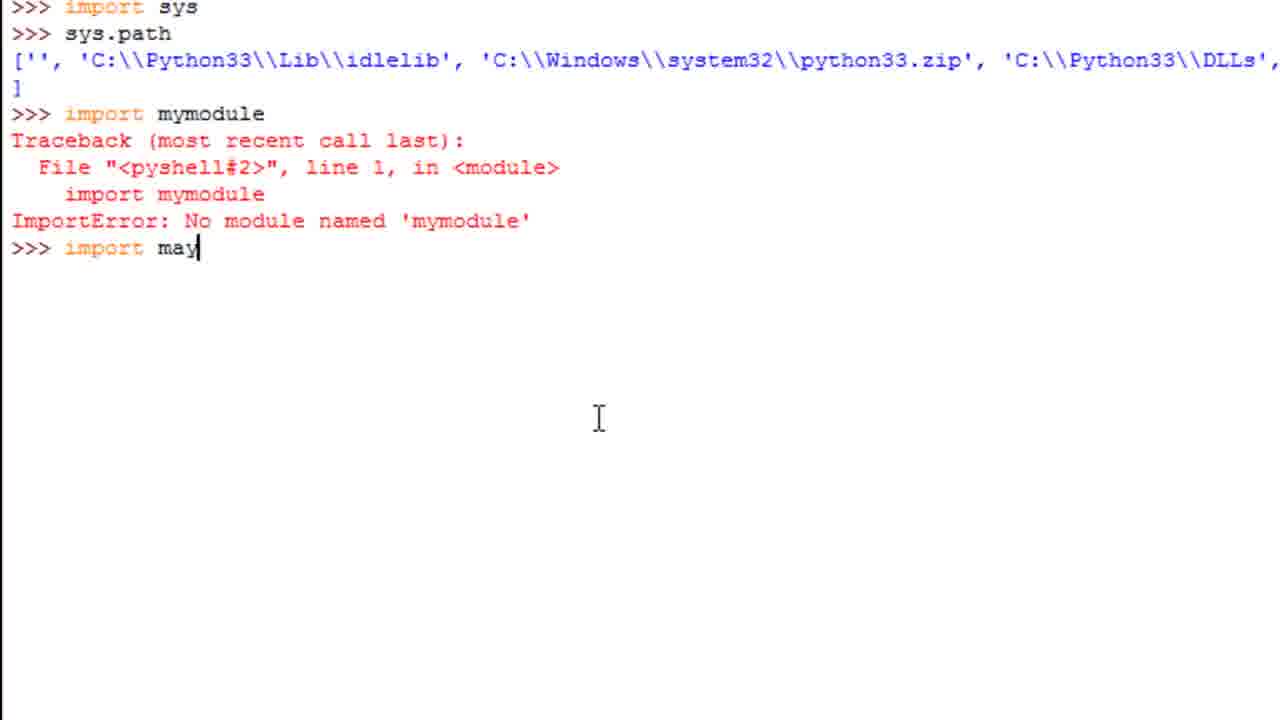 >>> import sys
>>> sys.path
['', 'C:\\Python33\\Lib\\idlelib', 'C:\\Windows\\system32\\python33.zip', 'C:\\Python33\\DLLs',
]
>>> import mymodule
Traceback (most recent call last):
  File "<pyshell#2>", line 1, in <module>
    import mymodule
ImportError: No module named 'mymodule'
>>> import may